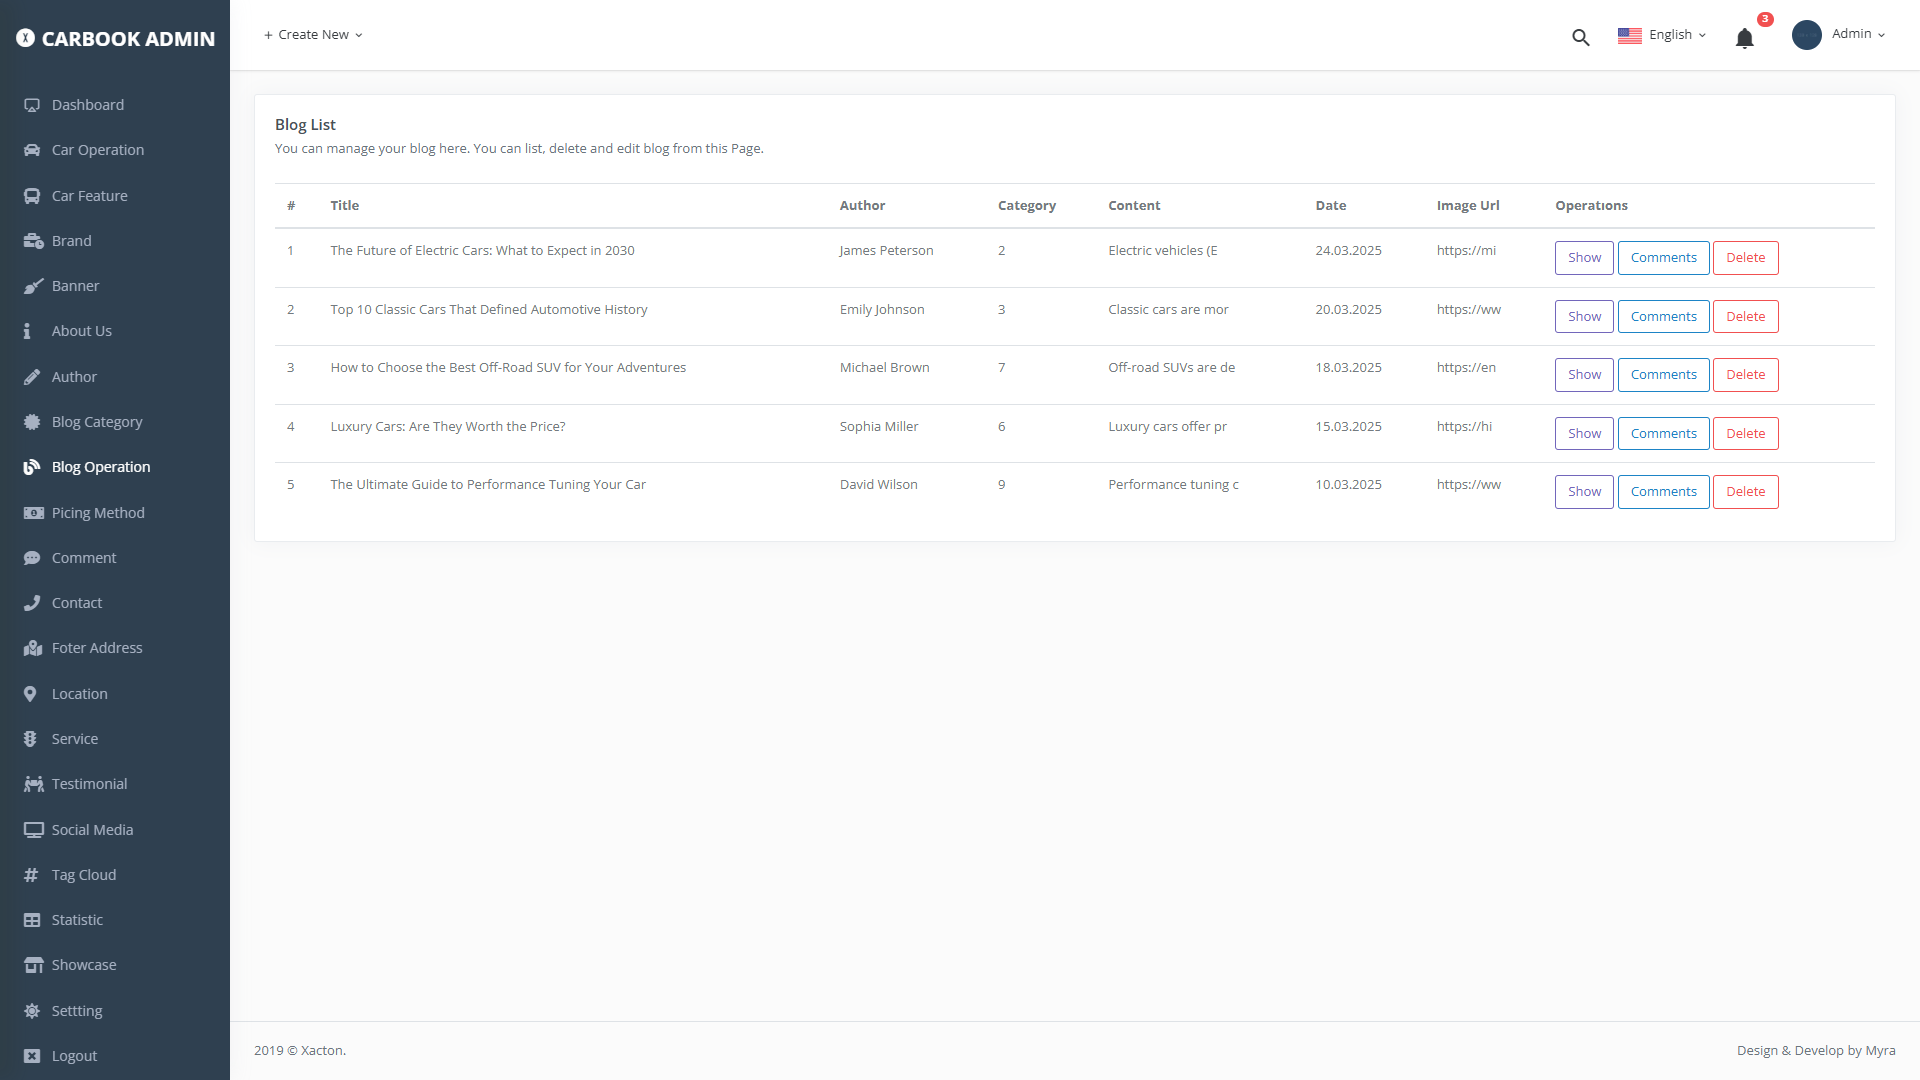 CARBOOK ADMIN
+ Create New
English
3
Admin
Dashboard
Car Operation
Car Feature
Brand
Banner
About Us
Author
Blog Category
Blog Operation
Picing Method
Comment
Contact
Foter Address
Location
Service
Testimonial
Social Media
Tag Cloud
Statistic
Showcase
Settting
Logout
Blog List
You can manage your blog here. You can list, delete and edit blog from this Page.
# Title Author Category Content Date Image Url Operatıons
1 The Future of Electric Cars: What to Expect in 2030 James Peterson 2 Electric vehicles (E 24.03.2025 https://mi Show Comments Delete
2 Top 10 Classic Cars That Defined Automotive History Emily Johnson 3 Classic cars are mor 20.03.2025 https://ww Show Comments Delete
3 How to Choose the Best Off-Road SUV for Your Adventures Michael Brown 7 Off-road SUVs are de 18.03.2025 https://en Show Comments Delete
4 Luxury Cars: Are They Worth the Price? Sophia Miller 6 Luxury cars offer pr 15.03.2025 https://hi Show Comments Delete
5 The Ultimate Guide to Performance Tuning Your Car David Wilson 9 Performance tuning c 10.03.2025 https://ww Show Comments Delete
2019 © Xacton.
Design & Develop by Myra